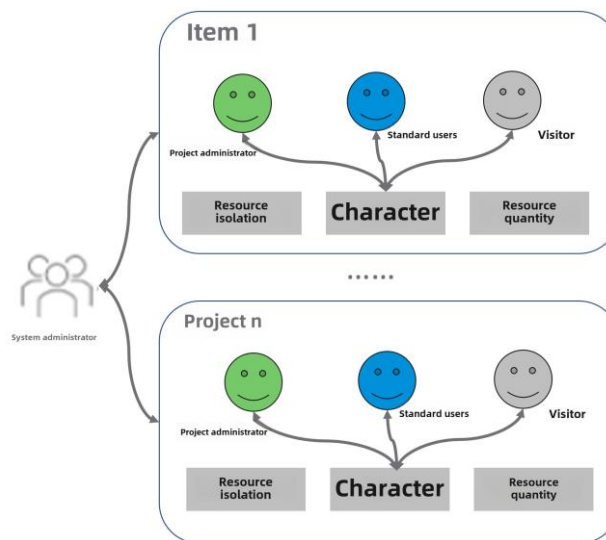 Item 1
Project administrator
Standard users
Visitor
Resource
isolation
Character
Resource
quantity
......
System administrator
Project n
Project administrator
Standard users
Visitor
Resource
isolation
Character
Resource
quantity